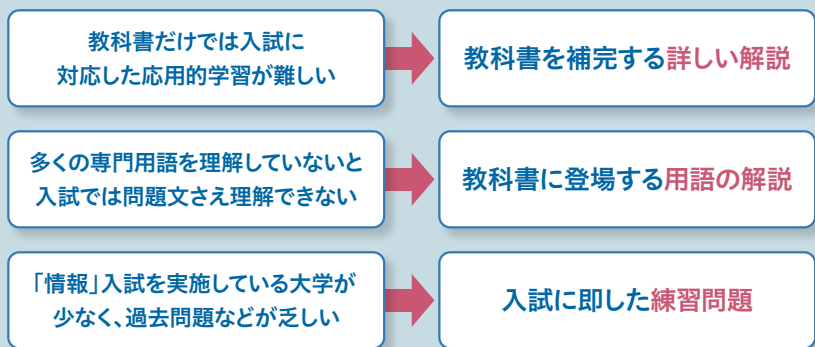 教科書だけでは入試に
対応した応用的学習が難しい
教科書を補完する詳しい解説
多くの専門用語を理解していないと
入試では問題文さえ理解できない
教科書に登場する用語の解説
「情報」入試を実施している大学が
少なく、過去問題などが乏しい
入試に即した練習問題